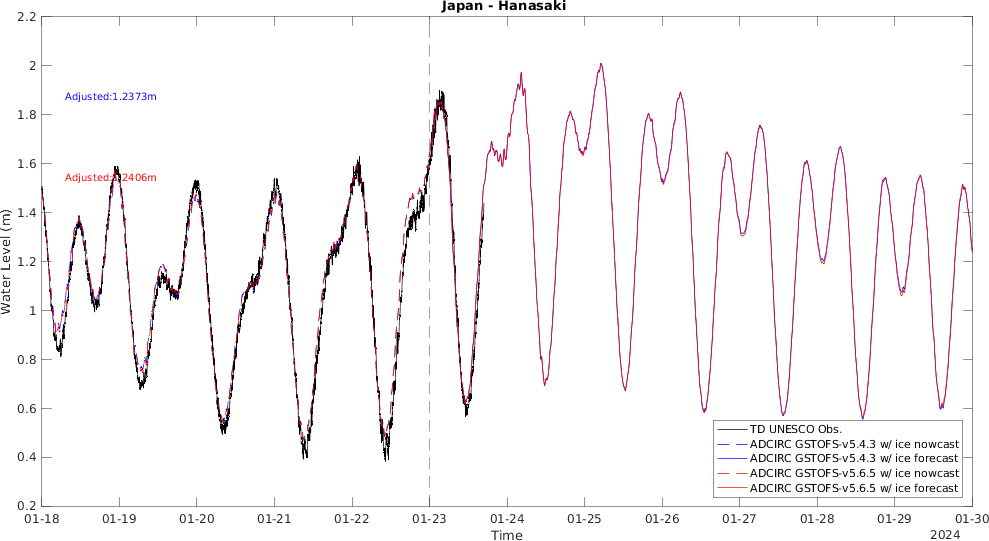 Japan - Hanasaki
2.2
2
1.8
1.6
1.4
1.2
1
0.8
0.6
0.4
0.2
Water Level (m)
Adjusted:1.2373m
Adjusted:1.2406m
TD UNESCO Obs.
ADCIRC GSTOFS-v5.4.3 w/ ice nowcast
ADCIRC GSTOFS-v5.4.3 w/ ice forecast
ADCIRC GSTOFS-v5.6.5 w/ ice nowcast
ADCIRC GSTOFS-v5.6.5 w/ ice forecast
01-18 01-19 01-20 01-21 01-22 01-23 01-24 01-25 01-26 01-27 01-28 01-29 01-30
Time
2024